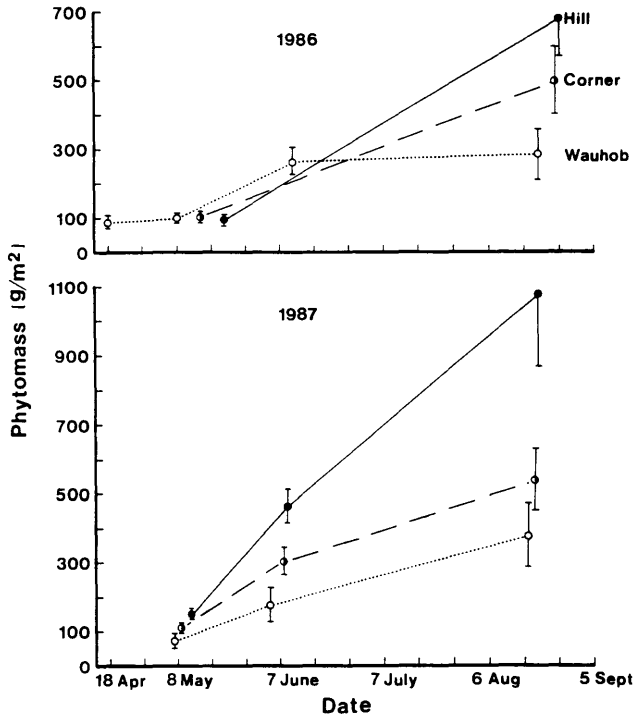 700
1986
Hill
500
Corner
300
Wauhob
100
0
Phytomass (g/m²)
1100
1987
900
700
500
300
100
0
18 Apr 8 May 7 June 7 July 6 Aug 5 Sept
Date